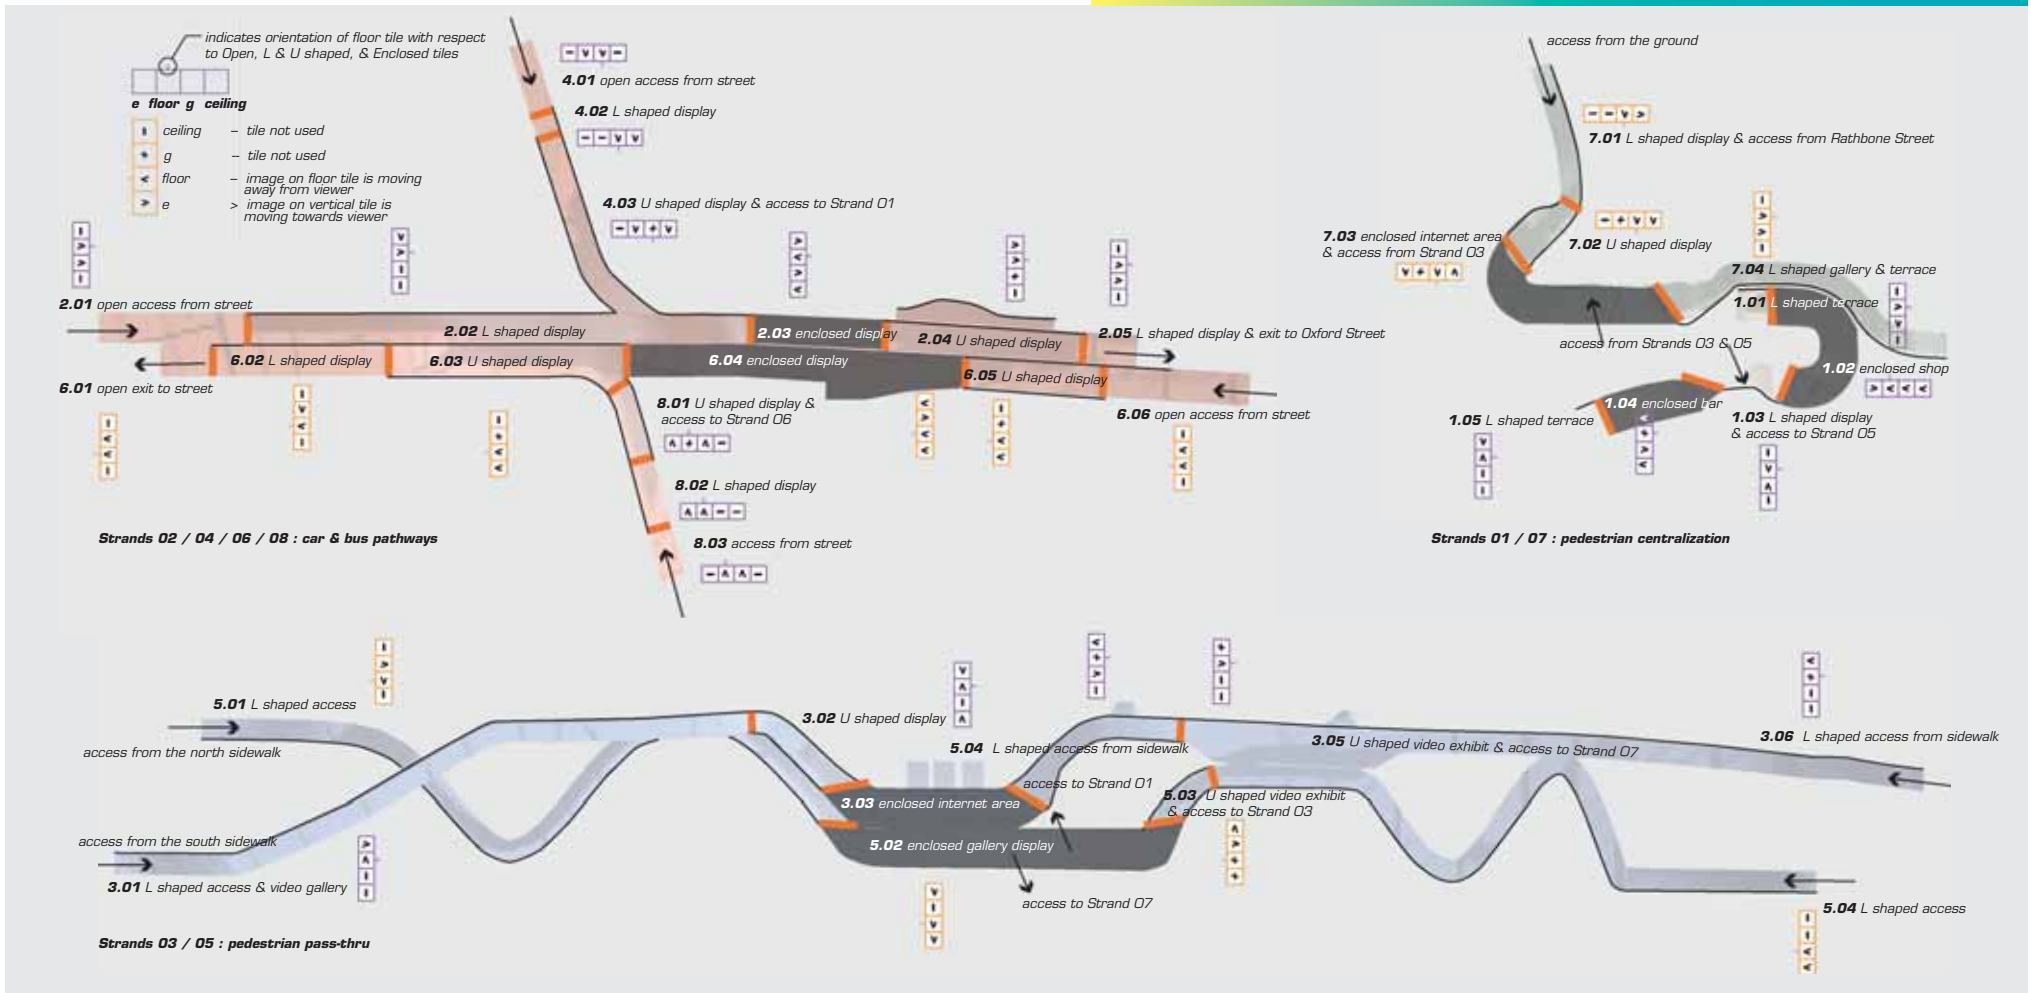 indicates orientation of floor tile with respect
to Open, L & U shaped, & Enclosed tiles
e floor g ceiling
ceiling – tile not used
g – tile not used
floor – image on floor tile is moving
away from viewer
e > image on vertical tile is
moving towards viewer
4.01 open access from street
4.02 L shaped display
4.03 U shaped display & access to Strand 01
2.01 open access from street
2.02 L shaped display
2.03 enclosed display
2.04 U shaped display
2.05 L shaped display & exit to Oxford Street
6.02 L shaped display
6.03 U shaped display
6.04 enclosed display
6.05 U shaped display
6.01 open exit to street
6.06 open access from street
8.01 U shaped display &
access to Strand 06
8.02 L shaped display
8.03 access from street
Strands 02 / 04 / 06 / 08 : car & bus pathways
access from the ground
7.01 L shaped display & access from Rathbone Street
7.02 U shaped display
7.03 enclosed internet area
& access from Strand 03
7.04 L shaped gallery & terrace
1.01 L shaped terrace
access from Strands 03 & 05
1.02 enclosed shop
1.04 enclosed bar
1.03 L shaped display
& access to Strand 05
1.05 L shaped terrace
Strands 01 / 07 : pedestrian centralization
5.01 L shaped access
access from the north sidewalk
3.02 U shaped display
5.04 L shaped access from sidewalk
3.05 U shaped video exhibit & access to Strand 07
3.06 L shaped access from sidewalk
access to Strand 01
3.03 enclosed internet area
5.03 U shaped video exhibit
& access to Strand 03
access from the south sidewalk
5.02 enclosed gallery display
3.01 L shaped access & video gallery
access to Strand 07
5.04 L shaped access
Strands 03 / 05 : pedestrian pass-thru